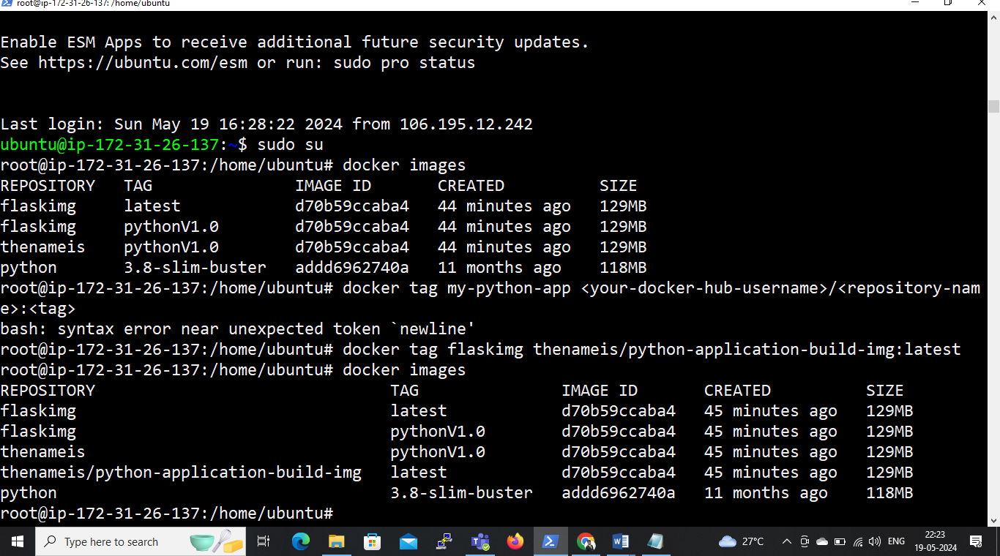 root@ip-172-31-26-137: /home/ubuntu
Enable ESM Apps to receive additional future security updates.
See https://ubuntu.com/esm or run: sudo pro status
Last login: Sun May 19 16:28:22 2024 from 106.195.12.242
ubuntu@ip-172-31-26-137:~$ sudo su
root@ip-172-31-26-137:/home/ubuntu# docker images
REPOSITORY   TAG               IMAGE ID       CREATED          SIZE
flaskimg     latest            d70b59ccaba4   44 minutes ago   129MB
flaskimg     pythonV1.0        d70b59ccaba4   44 minutes ago   129MB
thenameis    pythonV1.0        d70b59ccaba4   44 minutes ago   129MB
python       3.8-slim-buster   addd6962740a   11 months ago    118MB
root@ip-172-31-26-137:/home/ubuntu# docker tag my-python-app <your-docker-hub-username>/<repository-nam
e>:<tag>
bash: syntax error near unexpected token `newline'
root@ip-172-31-26-137:/home/ubuntu# docker tag flaskimg thenameis/python-application-build-img:latest
root@ip-172-31-26-137:/home/ubuntu# docker images
REPOSITORY                               TAG               IMAGE ID       CREATED          SIZE
flaskimg                                 latest            d70b59ccaba4   45 minutes ago   129MB
flaskimg                                 pythonV1.0        d70b59ccaba4   45 minutes ago   129MB
thenameis                                pythonV1.0        d70b59ccaba4   45 minutes ago   129MB
thenameis/python-application-build-img   latest            d70b59ccaba4   45 minutes ago   129MB
python                                   3.8-slim-buster   addd6962740a   11 months ago    118MB
root@ip-172-31-26-137:/home/ubuntu#
Type here to search
27°C
ENG
22:23
19-05-2024